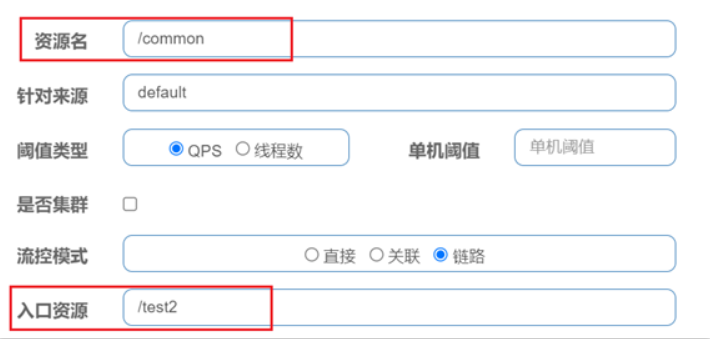 资源名 /common
针对来源 default
阈值类型 QPS 线程数 单机阈值 单机阈值
是否集群
流控模式 直接 关联 链路
入口资源 /test2